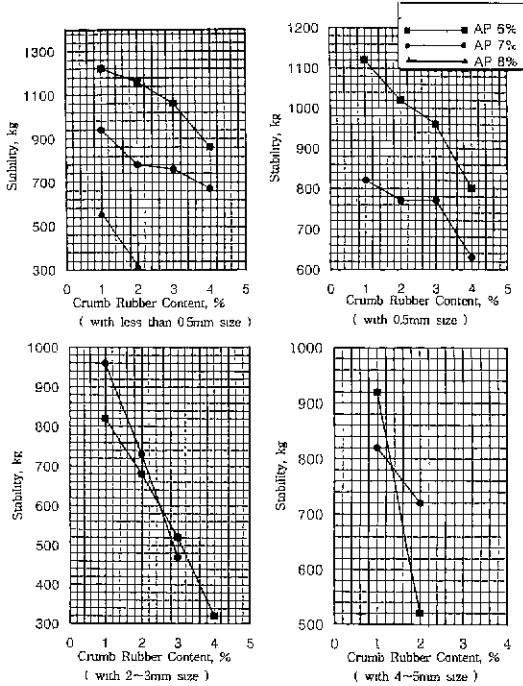 AP 6%
AP 7%
AP 8%
1300
1100
900
700
500
300
Stability, kg
0 1 2 3 4 5
Crumb Rubber Content, %
( with less than 0.5mm size )
1200
1100
1000
900
800
700
600
Stability, kg
0 1 2 3 4 5
Crumb Rubber Content, %
( with 0.5mm size )
1000
900
800
700
600
500
400
300
Stability, kg
0 1 2 3 4 5
Crumb Rubber Content, %
( with 2~3mm size )
1000
900
800
700
600
500
Stability, kg
0 1 2 3 4
Crumb Rubber Content, %
( with 4~5mm size )